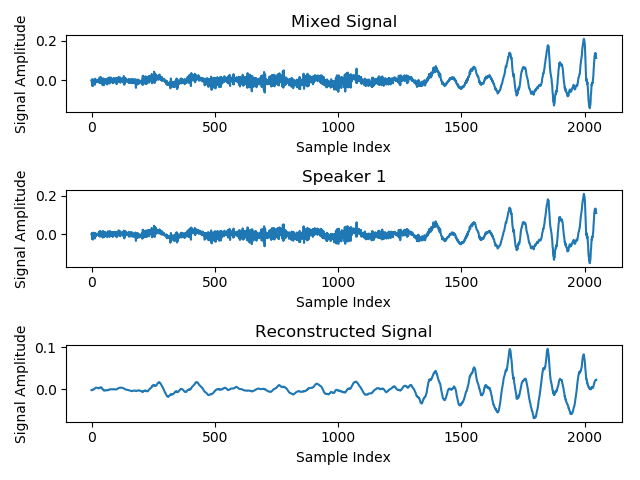 Mixed Signal
Signal Amplitude
0.2
0.0
0 500 1000 1500 2000
Sample Index
Speaker 1
Signal Amplitude
0.2
0.0
0 500 1000 1500 2000
Sample Index
Reconstructed Signal
Signal Amplitude
0.1
0.0
0 500 1000 1500 2000
Sample Index